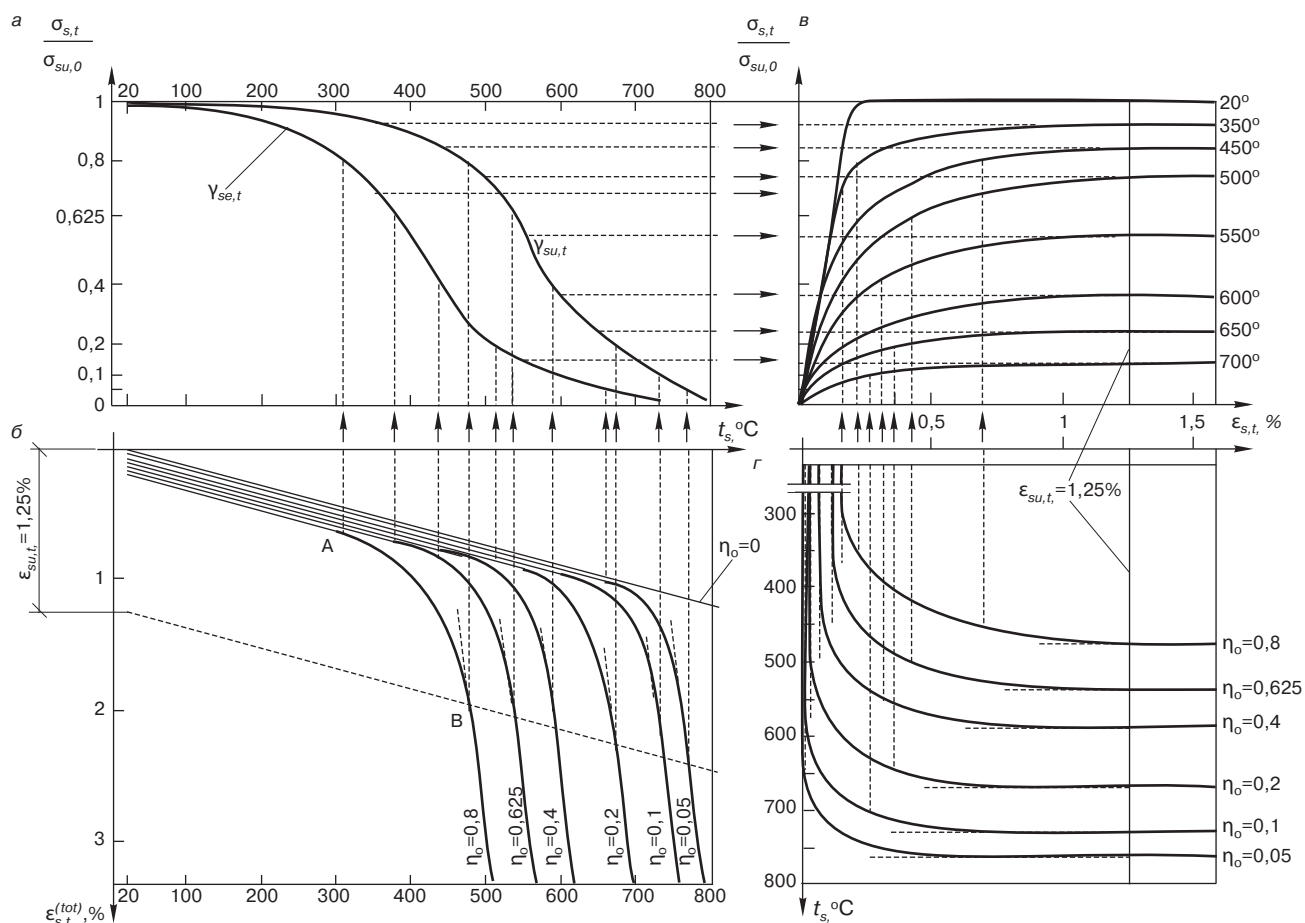 а
σs,t
σsu,0
20 100 200 300 400 500 600 700 800
1
0,8
0,625
0,4
0,2
0,1
0
γse,t
γsu,t
ts,°C
в
σs,t
σsu,0
20°
350°
450°
500°
550°
600°
650°
700°
0,5 1 1,5
εs,t, %
б
εsu,t,=1,25%
1
2
3
A
B
ηo=0
ηo=0,8
ηo=0,625
ηo=0,4
ηo=0,2
ηo=0,1
ηo=0,05
20 100 200 300 400 500 600 700 800
εs,t(tot),%
г
εsu,t,=1,25%
300
400
500
600
700
800
ηo=0,8
ηo=0,625
ηo=0,4
ηo=0,2
ηo=0,1
ηo=0,05
ts,°C